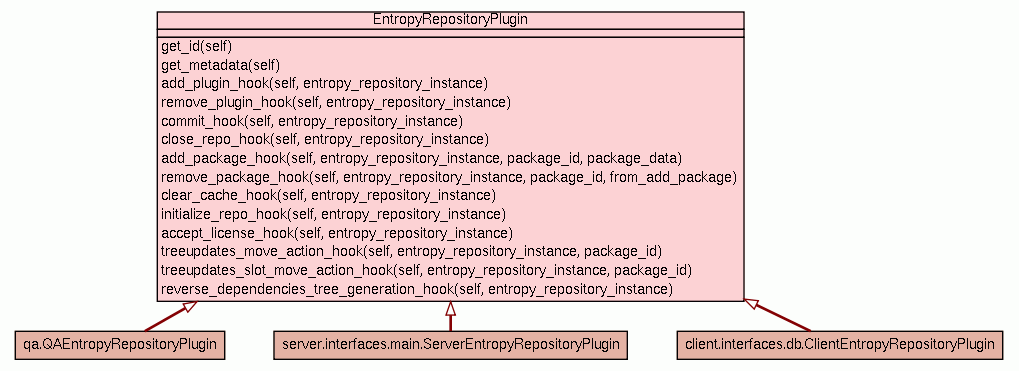 EntropyRepositoryPlugin
get_id(self)
get_metadata(self)
add_plugin_hook(self, entropy_repository_instance)
remove_plugin_hook(self, entropy_repository_instance)
commit_hook(self, entropy_repository_instance)
close_repo_hook(self, entropy_repository_instance)
add_package_hook(self, entropy_repository_instance, package_id, package_data)
remove_package_hook(self, entropy_repository_instance, package_id, from_add_package)
clear_cache_hook(self, entropy_repository_instance)
initialize_repo_hook(self, entropy_repository_instance)
accept_license_hook(self, entropy_repository_instance)
treeupdates_move_action_hook(self, entropy_repository_instance, package_id)
treeupdates_slot_move_action_hook(self, entropy_repository_instance, package_id)
reverse_dependencies_tree_generation_hook(self, entropy_repository_instance)
qa.QAEntropyRepositoryPlugin
server.interfaces.main.ServerEntropyRepositoryPlugin
client.interfaces.db.ClientEntropyRepositoryPlugin